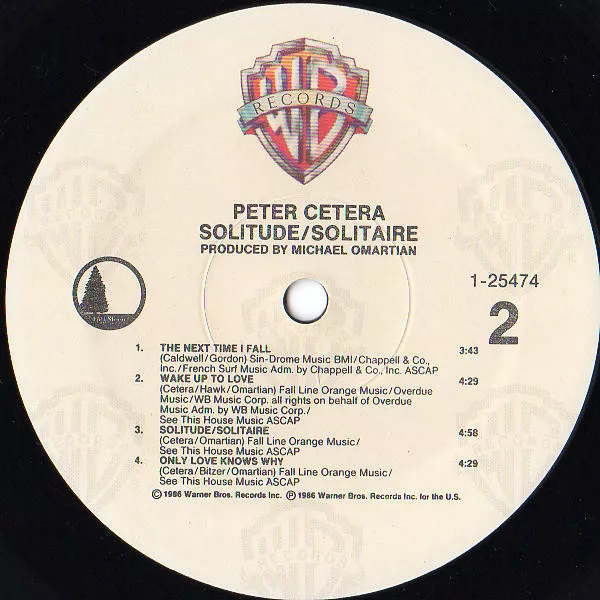 WB
RECORDS
PETER CETERA
SOLITUDE/SOLITAIRE
PRODUCED BY MICHAEL OMARTIAN
Full Moon
1-25474
2
1. THE NEXT TIME I FALL 3:43
(Caldwell/Gordon) Sin-Drome Music BMI/Chappell & Co.,
Inc./French Surf Music Adm. by Chappell & Co., Inc. ASCAP
2. WAKE UP TO LOVE 4:29
(Cetera/Hawk/Omartian) Fall Line Orange Music/Overdue
Music/WB Music Corp. all rights on behalf of Overdue
Music Adm. by WB Music Corp./
See This House Music ASCAP
3. SOLITUDE/SOLITAIRE 4:58
(Cetera/Omartian) Fall Line Orange Music/
See This House Music ASCAP
4. ONLY LOVE KNOWS WHY 4:29
(Cetera/Bitzer/Omartian) Fall Line Orange Music/
See This House Music ASCAP
© 1986 Warner Bros. Records Inc. ℗ 1986 Warner Bros. Records Inc. for the U.S.